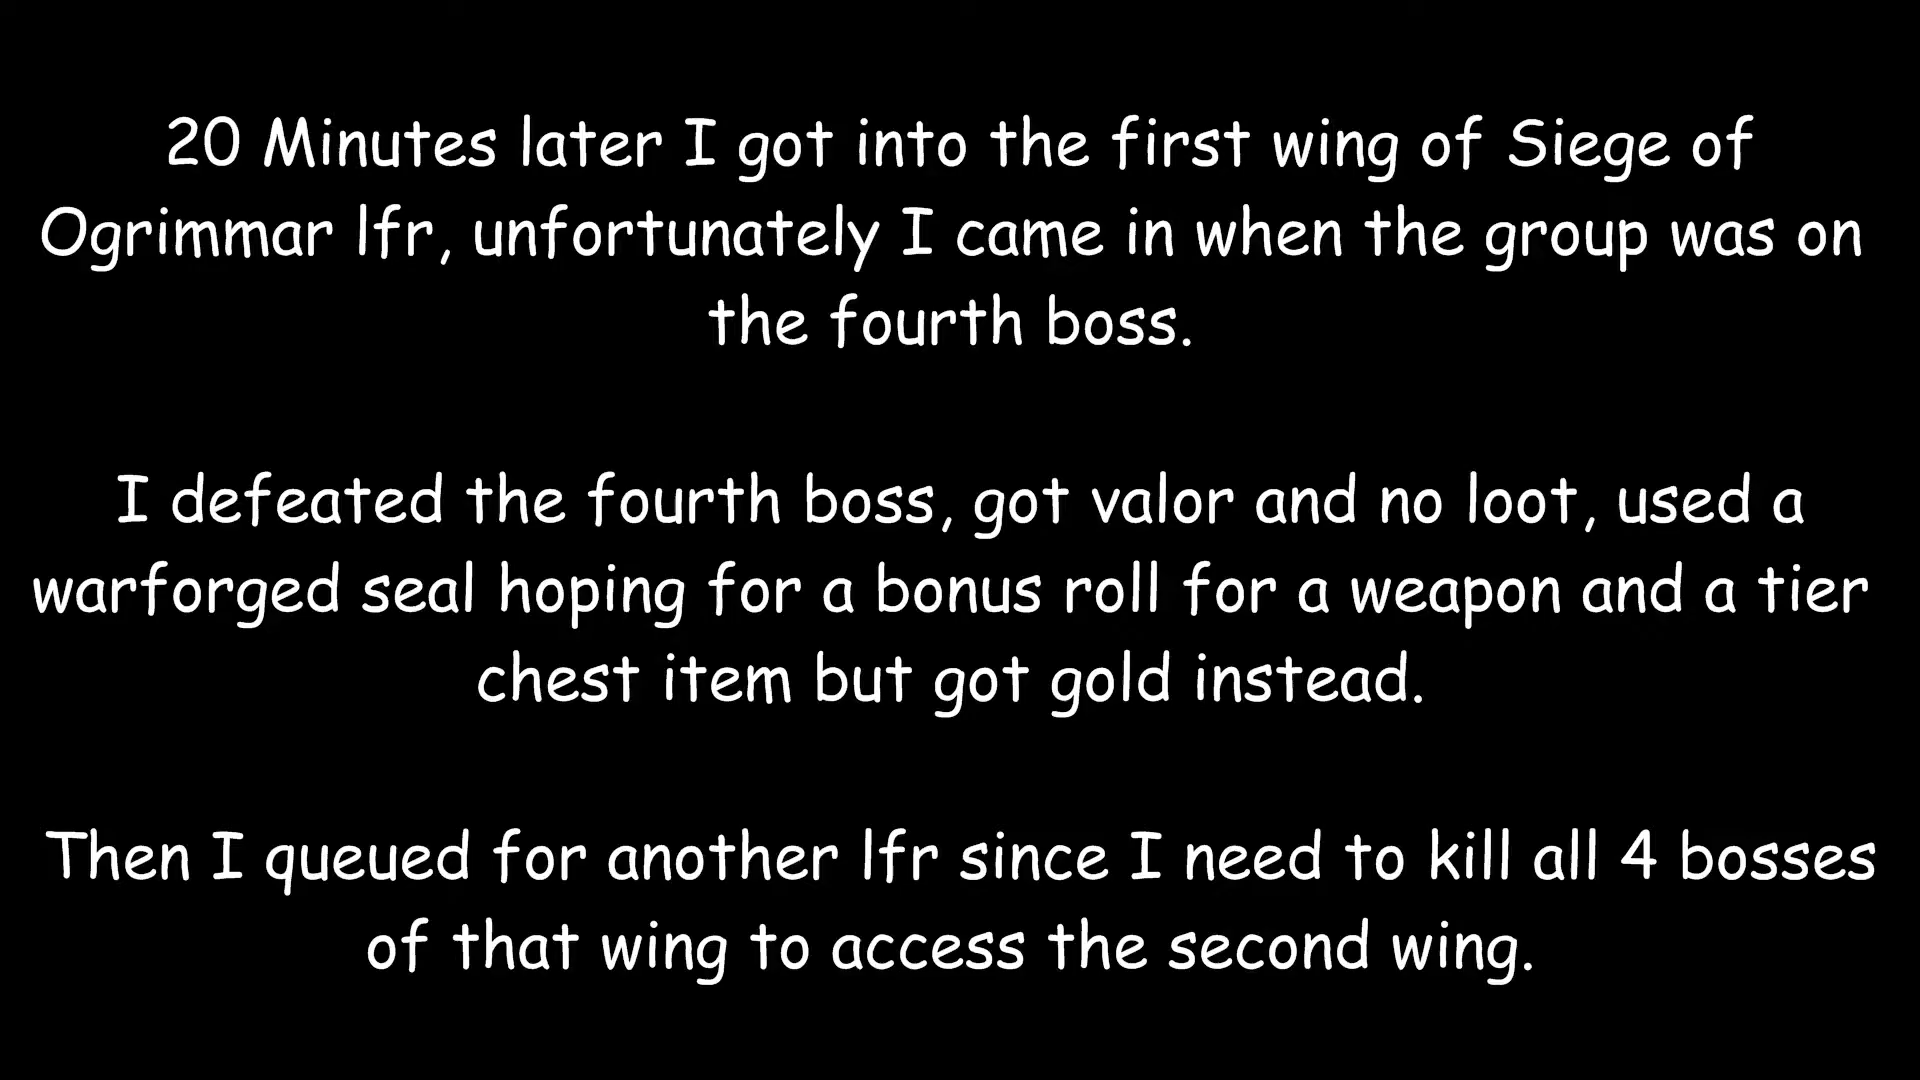 20 Minutes later I got into the first wing of Siege of
Ogrimmar lfr, unfortunately I came in when the group was on
the fourth boss.
I defeated the fourth boss, got valor and no loot, used a
warforged seal hoping for a bonus roll for a weapon and a tier
chest item but got gold instead.
Then I queued for another lfr since I need to kill all 4 bosses
of that wing to access the second wing.